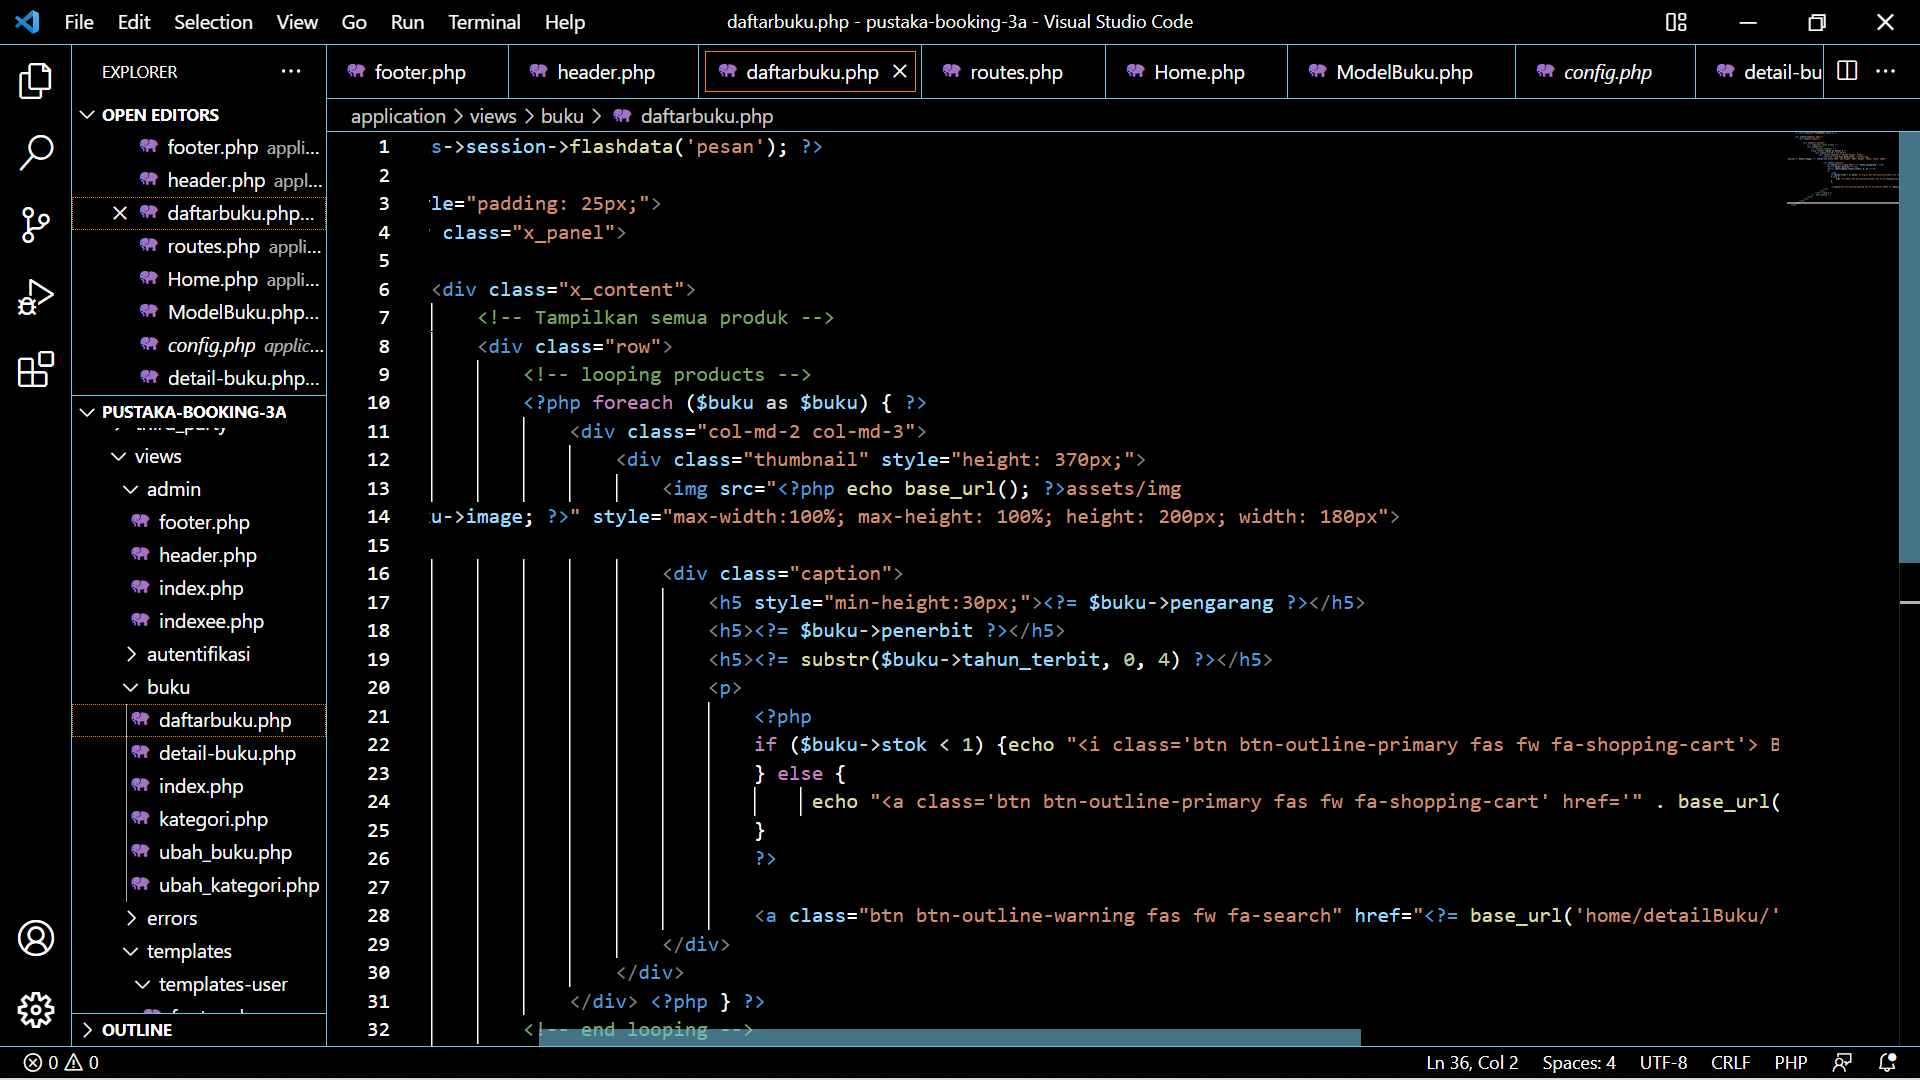 File Edit Selection View Go Run Terminal Help
daftarbuku.php - pustaka-booking-3a - Visual Studio Code
EXPLORER
OPEN EDITORS
footer.php appli...
header.php appl...
daftarbuku.php...
routes.php appli...
Home.php appli...
ModelBuku.php...
config.php applic...
detail-buku.php...
PUSTAKA-BOOKING-3A
third_party
views
admin
footer.php
header.php
index.php
indexee.php
autentifikasi
buku
daftarbuku.php
detail-buku.php
index.php
kategori.php
ubah_buku.php
ubah_kategori.php
errors
templates
templates-user
OUTLINE
footer.php header.php daftarbuku.php routes.php Home.php ModelBuku.php config.php detail-bu
application > views > buku > daftarbuku.php
1 s->session->flashdata('pesan'); ?>
2
3 le="padding: 25px;">
4 class="x_panel">
5
6 <div class="x_content">
7 <!-- Tampilkan semua produk -->
8 <div class="row">
9 <!-- looping products -->
10 <?php foreach ($buku as $buku) { ?>
11 <div class="col-md-2 col-md-3">
12 <div class="thumbnail" style="height: 370px;">
13 <img src="<?php echo base_url(); ?>assets/img
14 u->image; ?>" style="max-width:100%; max-height: 100%; height: 200px; width: 180px">
15
16 <div class="caption">
17 <h5 style="min-height:30px;"><?= $buku->pengarang ?></h5>
18 <h5><?= $buku->penerbit ?></h5>
19 <h5><?= substr($buku->tahun_terbit, 0, 4) ?></h5>
20 <p>
21 <?php
22 if ($buku->stok < 1) {echo "<i class='btn btn-outline-primary fas fw fa-shopping-cart'> B
23 } else {
24 echo "<a class='btn btn-outline-primary fas fw fa-shopping-cart' href='" . base_url(
25 }
26 ?>
27
28 <a class="btn btn-outline-warning fas fw fa-search" href="<?= base_url('home/detailBuku/'
29 </div>
30 </div>
31 </div> <?php } ?>
32 <!-- end looping -->
0 0
Ln 36, Col 2 Spaces: 4 UTF-8 CRLF PHP